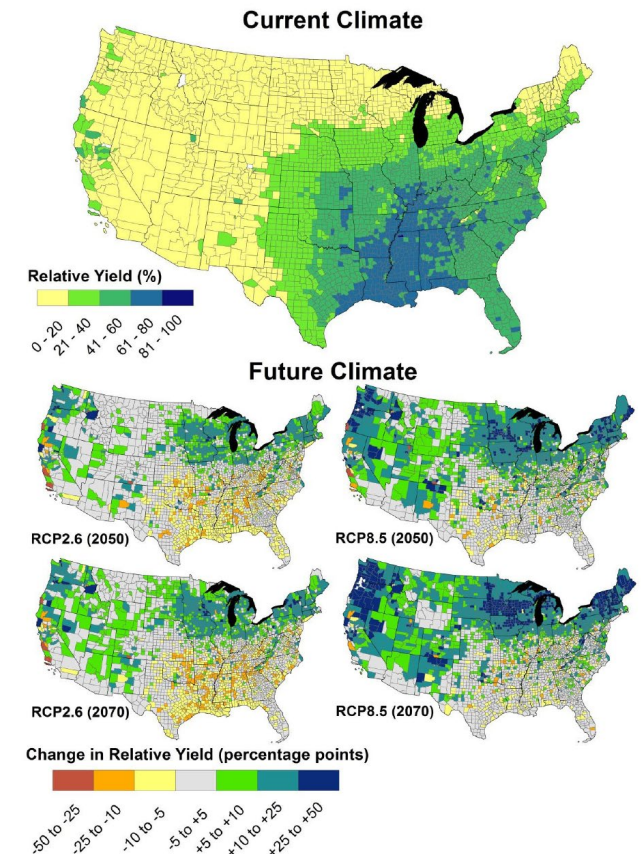 Current Climate
Relative Yield (%)
0 - 20
21 - 40
41 - 60
61 - 80
81 - 100
Future Climate
RCP2.6 (2050)
RCP8.5 (2050)
RCP2.6 (2070)
RCP8.5 (2070)
Change in Relative Yield (percentage points)
-50 to -25
-25 to -10
-10 to -5
-5 to +5
+5 to +10
+10 to +25
+25 to +50